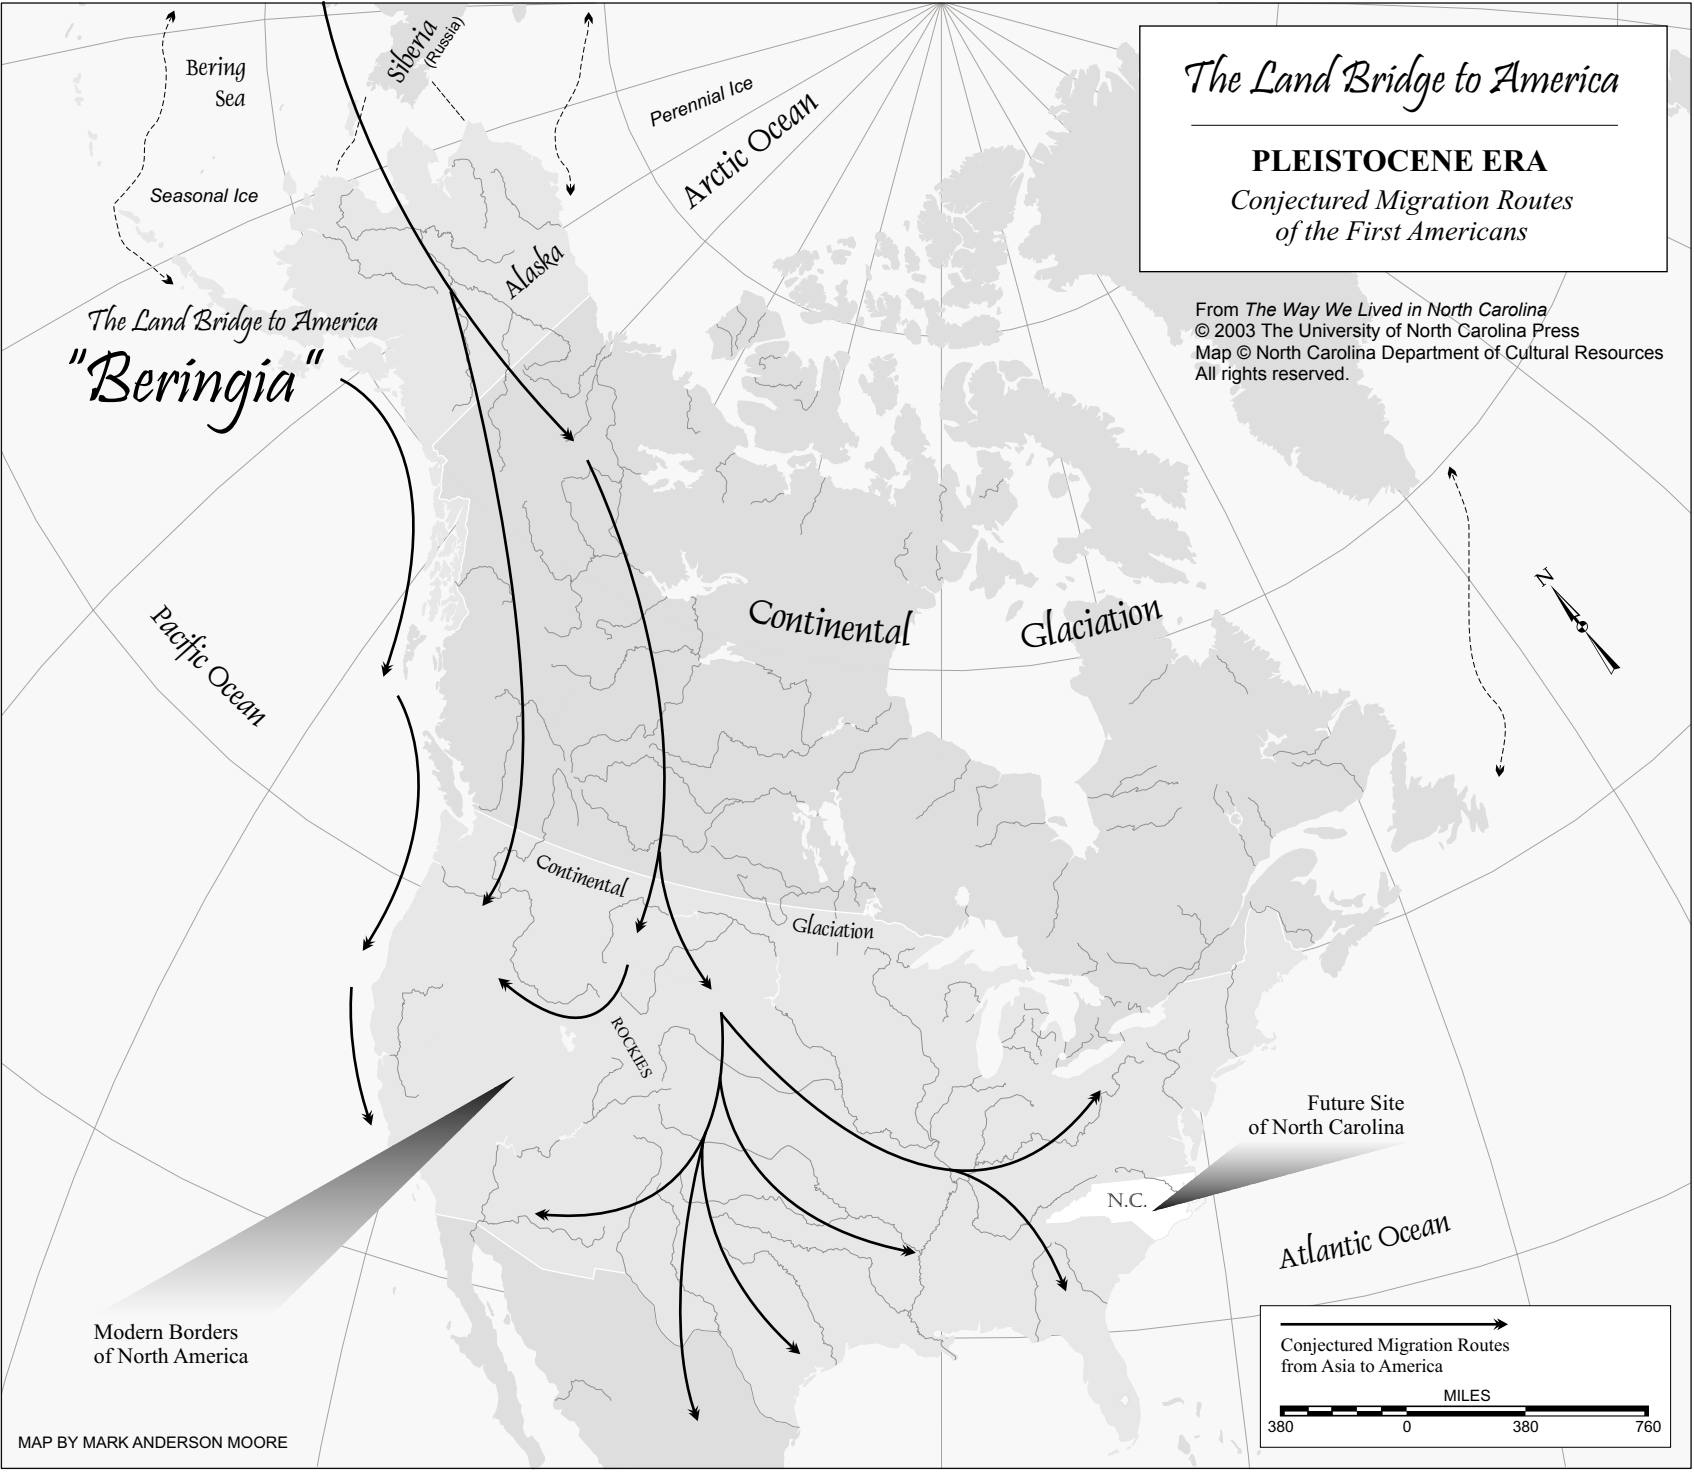 The Land Bridge to America
PLEISTOCENE ERA
Conjectured Migration Routes
of the First Americans
From The Way We Lived in North Carolina
© 2003 The University of North Carolina Press
Map © North Carolina Department of Cultural Resources
All rights reserved.
Siberia
(Russia)
Bering
Sea
Perennial Ice
Arctic Ocean
Seasonal Ice
Alaska
The Land Bridge to America
"Beringia"
N
Pacific Ocean
Continental Glaciation
Continental Glaciation
ROCKIES
Future Site
of North Carolina
N.C.
Atlantic Ocean
Modern Borders
of North America
Conjectured Migration Routes
from Asia to America
MILES
380 0 380 760
MAP BY MARK ANDERSON MOORE